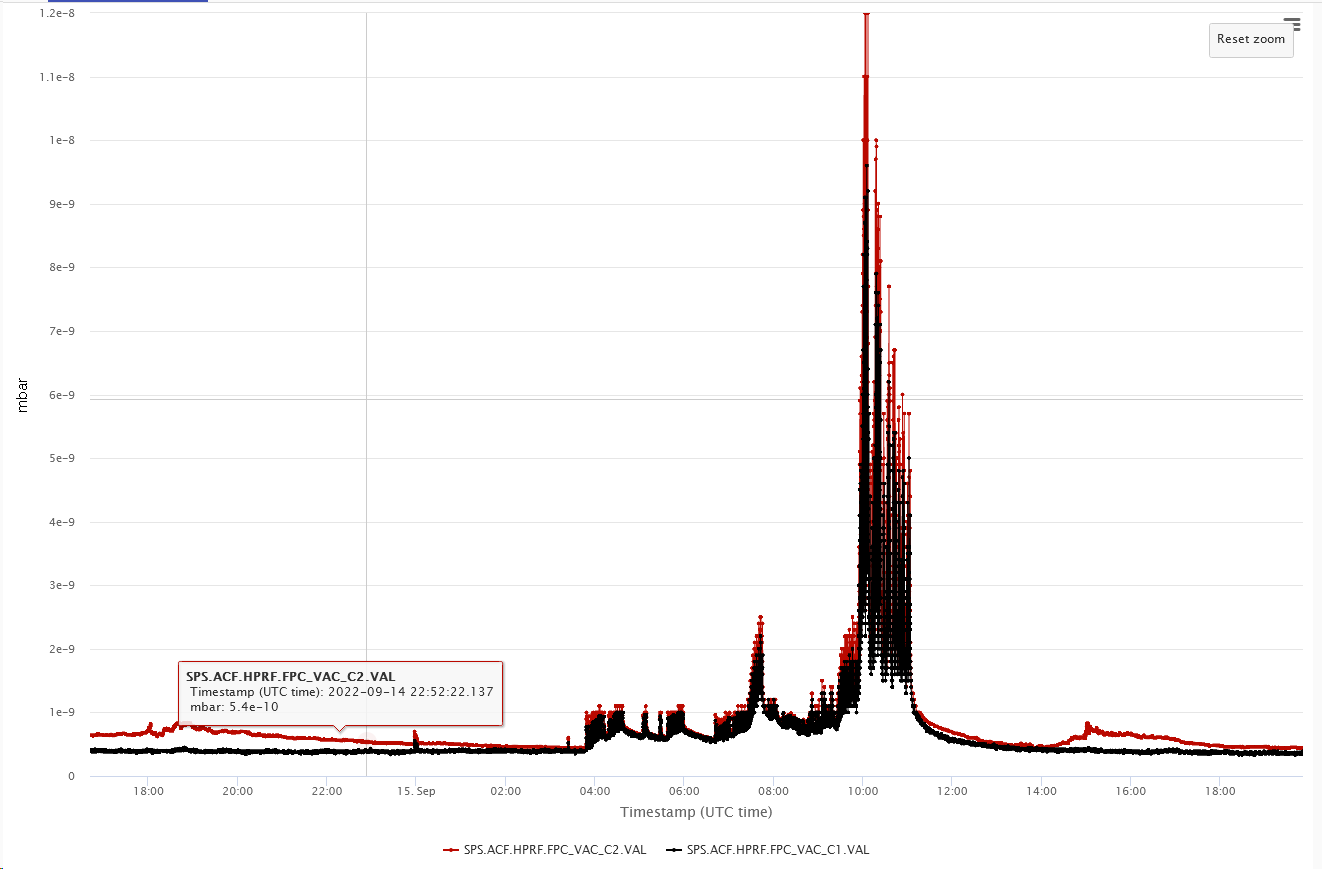 1.2e-8
Reset zoom
1.1e-8
1e-8
9e-9
8e-9
7e-9
6e-9
mbar
5e-9
4e-9
3e-9
2e-9
SPS.ACF.HPRF.FPC_VAC_C2.VAL
Timestamp (UTC time): 2022-09-14 22:52:22.137
mbar: 5.4e-10
1e-9
0
18:00 20:00 22:00 15. Sep 02:00 04:00 06:00 08:00 10:00 12:00 14:00 16:00 18:00
Timestamp (UTC time)
SPS.ACF.HPRF.FPC_VAC_C2.VAL SPS.ACF.HPRF.FPC_VAC_C1.VAL